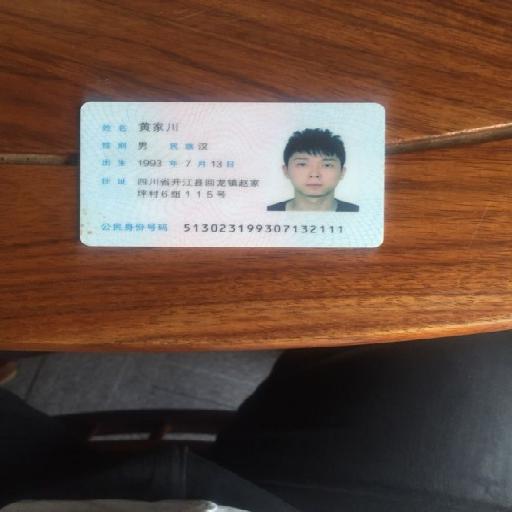 姓名 黄家川
性别 男 民族 汉
出生 1993 年 7 月 13 日
住址 四川省开江县回龙镇赵家
坪村6组115号
公民身份号码 513023199307132111